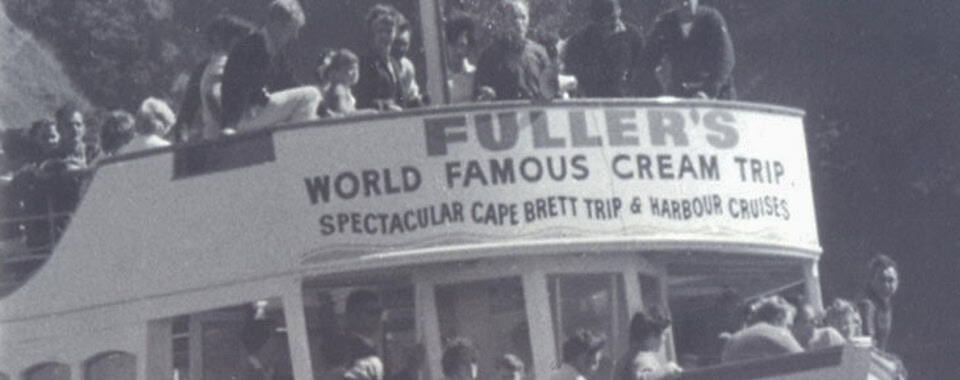 FULLER'S
WORLD FAMOUS CREAM TRIP.
SPECTACULAR CAPE BRETT TRIP & HARBOUR CRUISES